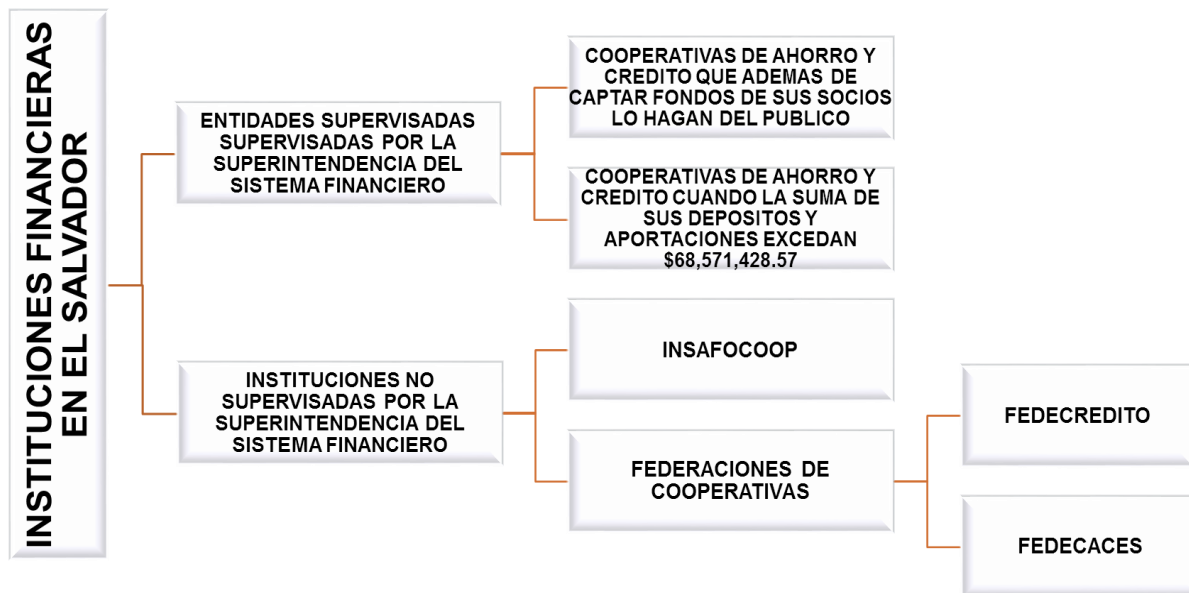 INSTITUCIONES FINANCIERAS
EN EL SALVADOR
ENTIDADES SUPERVISADAS
SUPERVISADAS POR LA
SUPERINTENDENCIA DEL
SISTEMA FINANCIERO
COOPERATIVAS DE AHORRO Y
CREDITO QUE ADEMAS DE
CAPTAR FONDOS DE SUS SOCIOS
LO HAGAN DEL PUBLICO
COOPERATIVAS DE AHORRO Y
CREDITO CUANDO LA SUMA DE
SUS DEPOSITOS Y
APORTACIONES EXCEDAN
$68,571,428.57
INSTITUCIONES NO
SUPERVISADAS POR LA
SUPERINTENDENCIA DEL
SISTEMA FINANCIERO
INSAFOCOOP
FEDERACIONES DE
COOPERATIVAS
FEDECREDITO
FEDECACES